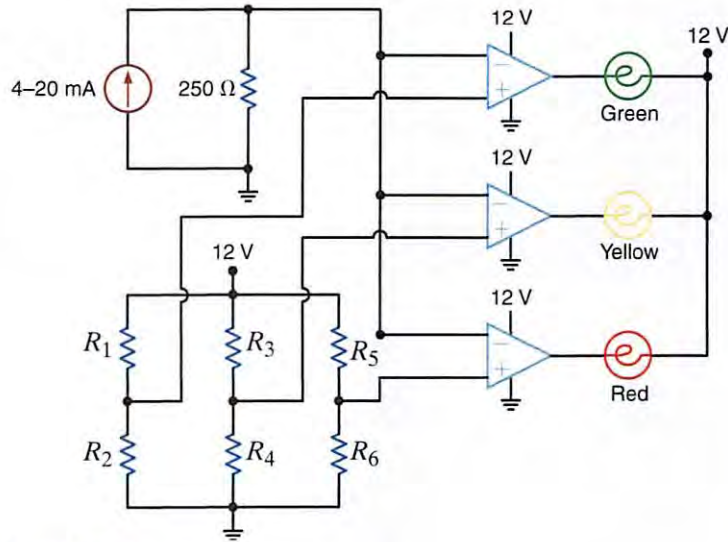 12 V
12 V
4–20 mA
250 Ω
−
+
Green
12 V
−
+
Yellow
12 V
12 V
R1
R3
R5
−
+
Red
R2
R4
R6